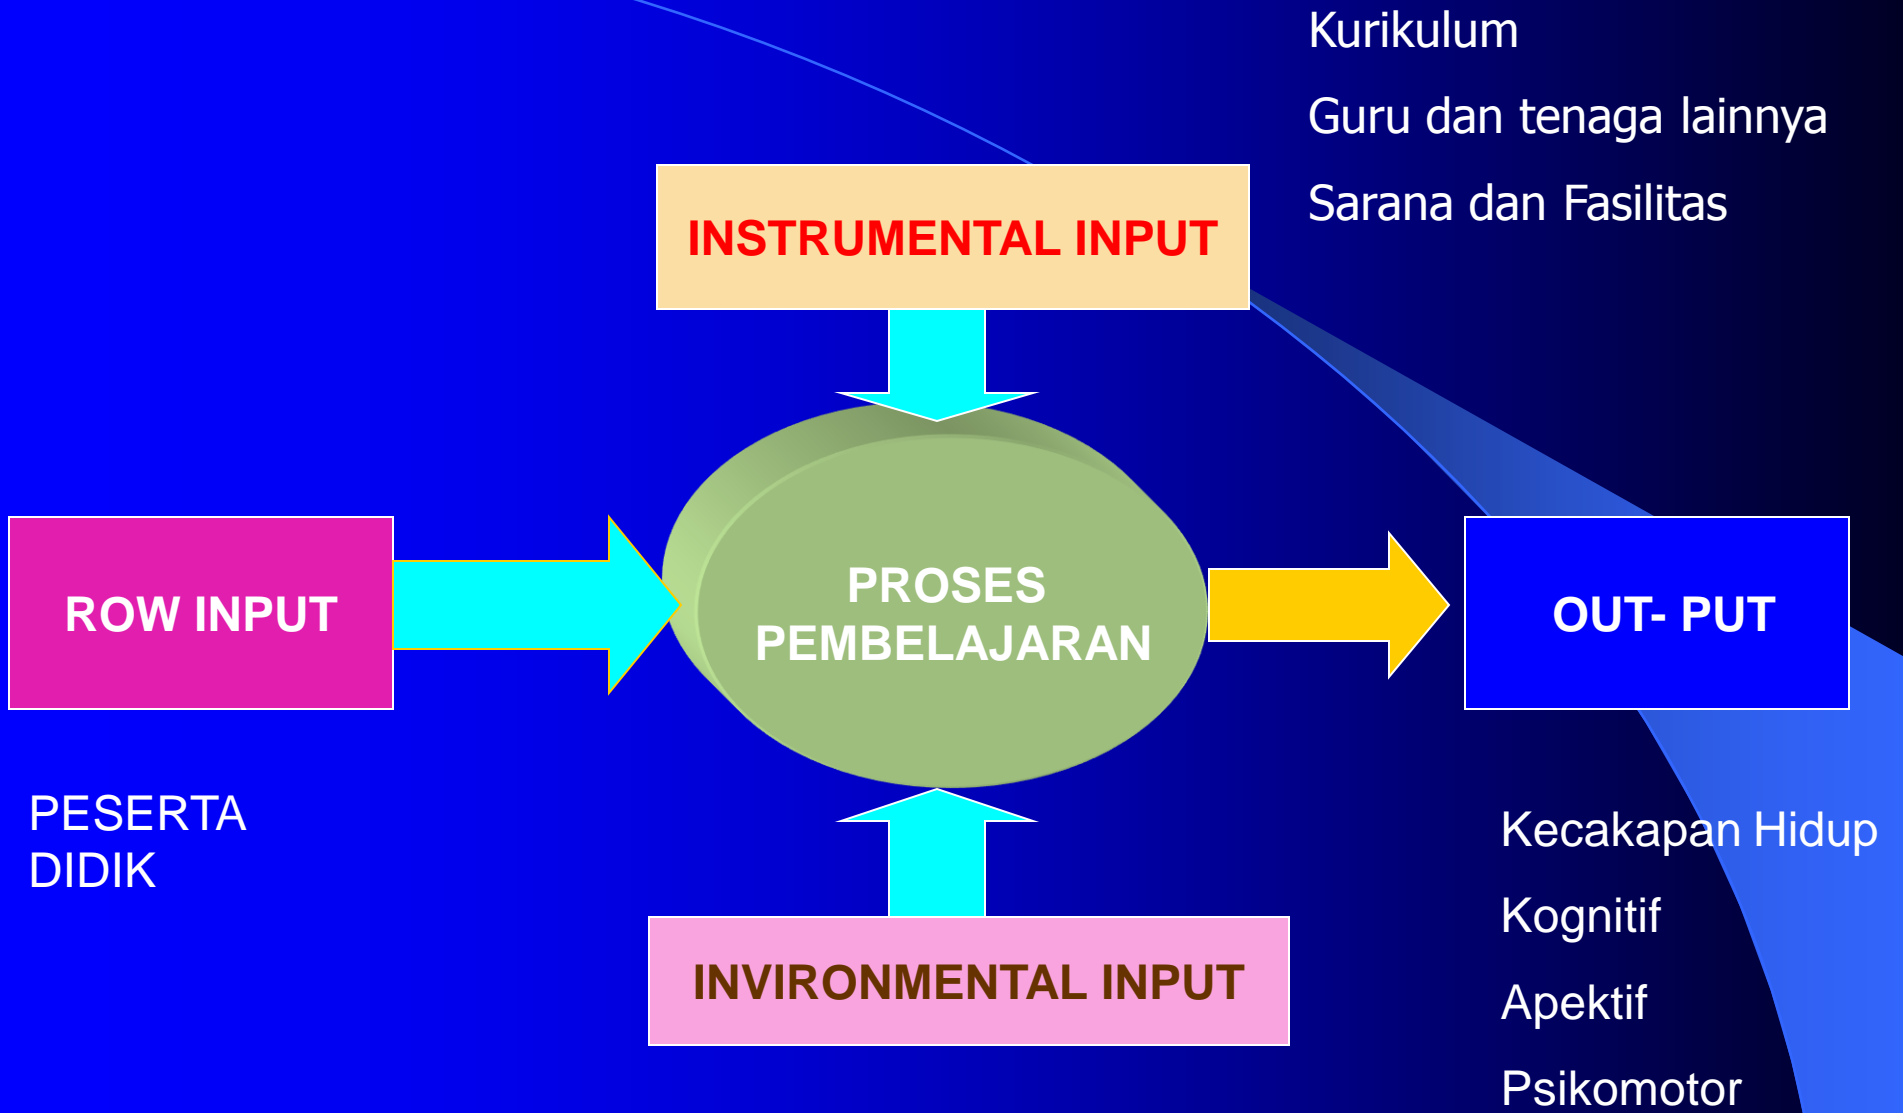 Kurikulum
Guru dan tenaga lainnya
Sarana dan Fasilitas
INSTRUMENTAL INPUT
ROW INPUT
PROSES
PEMBELAJARAN
OUT- PUT
PESERTA
DIDIK
INVIRONMENTAL INPUT
Kecakapan Hidup
Kognitif
Apektif
Psikomotor